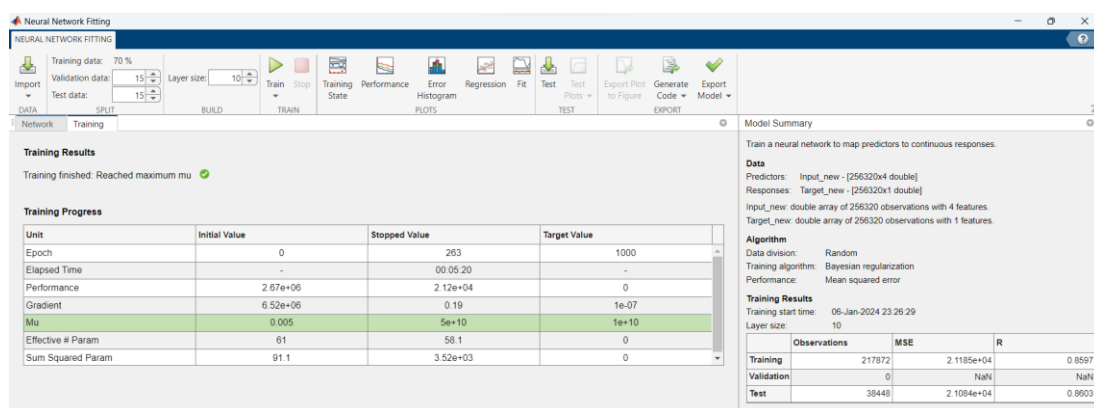 Neural Network Fitting
NEURAL NETWORK FITTING
Import
Training data: 70 %
Validation data: 15
Test data: 15
Layer size: 10
Train Stop
Training State
Performance
Error Histogram
Regression
Fit
Test
Test Plots
Export Plot to Figure
Generate Code
Export Model
DATA SPLIT BUILD TRAIN PLOTS TEST EXPORT
Network Training
Training Results
Training finished: Reached maximum mu
Training Progress
Unit Initial Value Stopped Value Target Value
Epoch 0 263 1000
Elapsed Time - 00:05:20 -
Performance 2.67e+06 2.12e+04 0
Gradient 6.52e+06 0.19 1e-07
Mu 0.005 5e+10 1e+10
Effective # Param 61 58.1 0
Sum Squared Param 91.1 3.52e+03 0
Model Summary
Train a neural network to map predictors to continuous responses.
Data
Predictors: Input_new - [256320x4 double]
Responses: Target_new - [256320x1 double]
Input_new: double array of 256320 observations with 4 features.
Target_new: double array of 256320 observations with 1 features.
Algorithm
Data division: Random
Training algorithm: Bayesian regularization
Performance: Mean squared error
Training Results
Training start time: 06-Jan-2024 23:26:29
Layer size: 10
Observations MSE R
Training 217872 2.1185e+04 0.8597
Validation 0 NaN NaN
Test 38448 2.1084e+04 0.8603